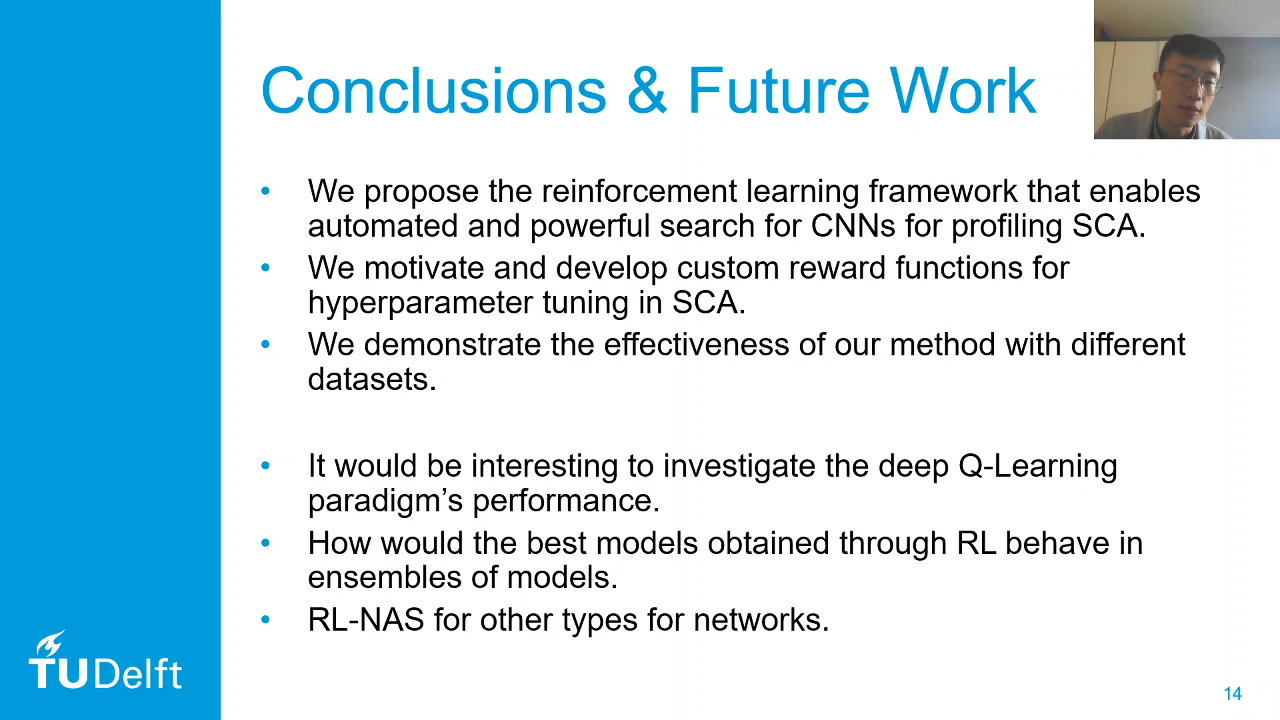 Conclusions & Future Work
• We propose the reinforcement learning framework that enables
automated and powerful search for CNNs for profiling SCA.
• We motivate and develop custom reward functions for
hyperparameter tuning in SCA.
• We demonstrate the effectiveness of our method with different
datasets.
• It would be interesting to investigate the deep Q-Learning
paradigm’s performance.
• How would the best models obtained through RL behave in
ensembles of models.
• RL-NAS for other types for networks.
TU Delft
14